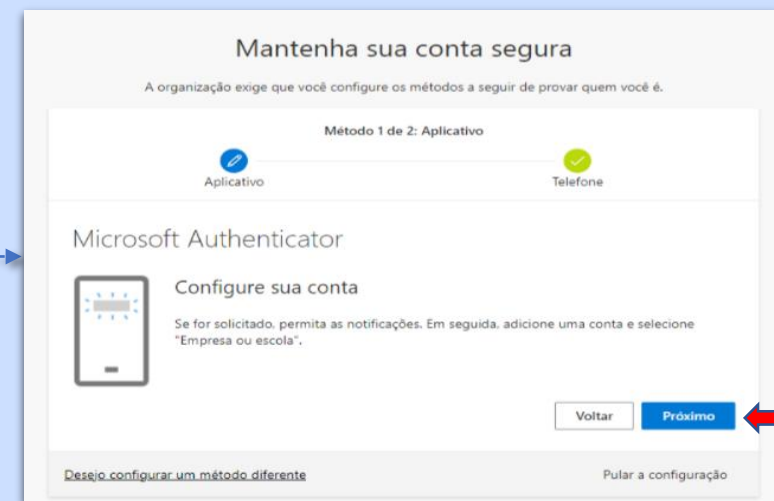 Mantenha sua conta segura
A organização exige que você configure os métodos a seguir de provar quem você é.
Método 1 de 2: Aplicativo
Aplicativo
Telefone
Microsoft Authenticator
Configure sua conta
Se for solicitado, permita as notificações. Em seguida, adicione uma conta e selecione
"Empresa ou escola".
Voltar
Próximo
Desejo configurar um método diferente
Pular a configuração